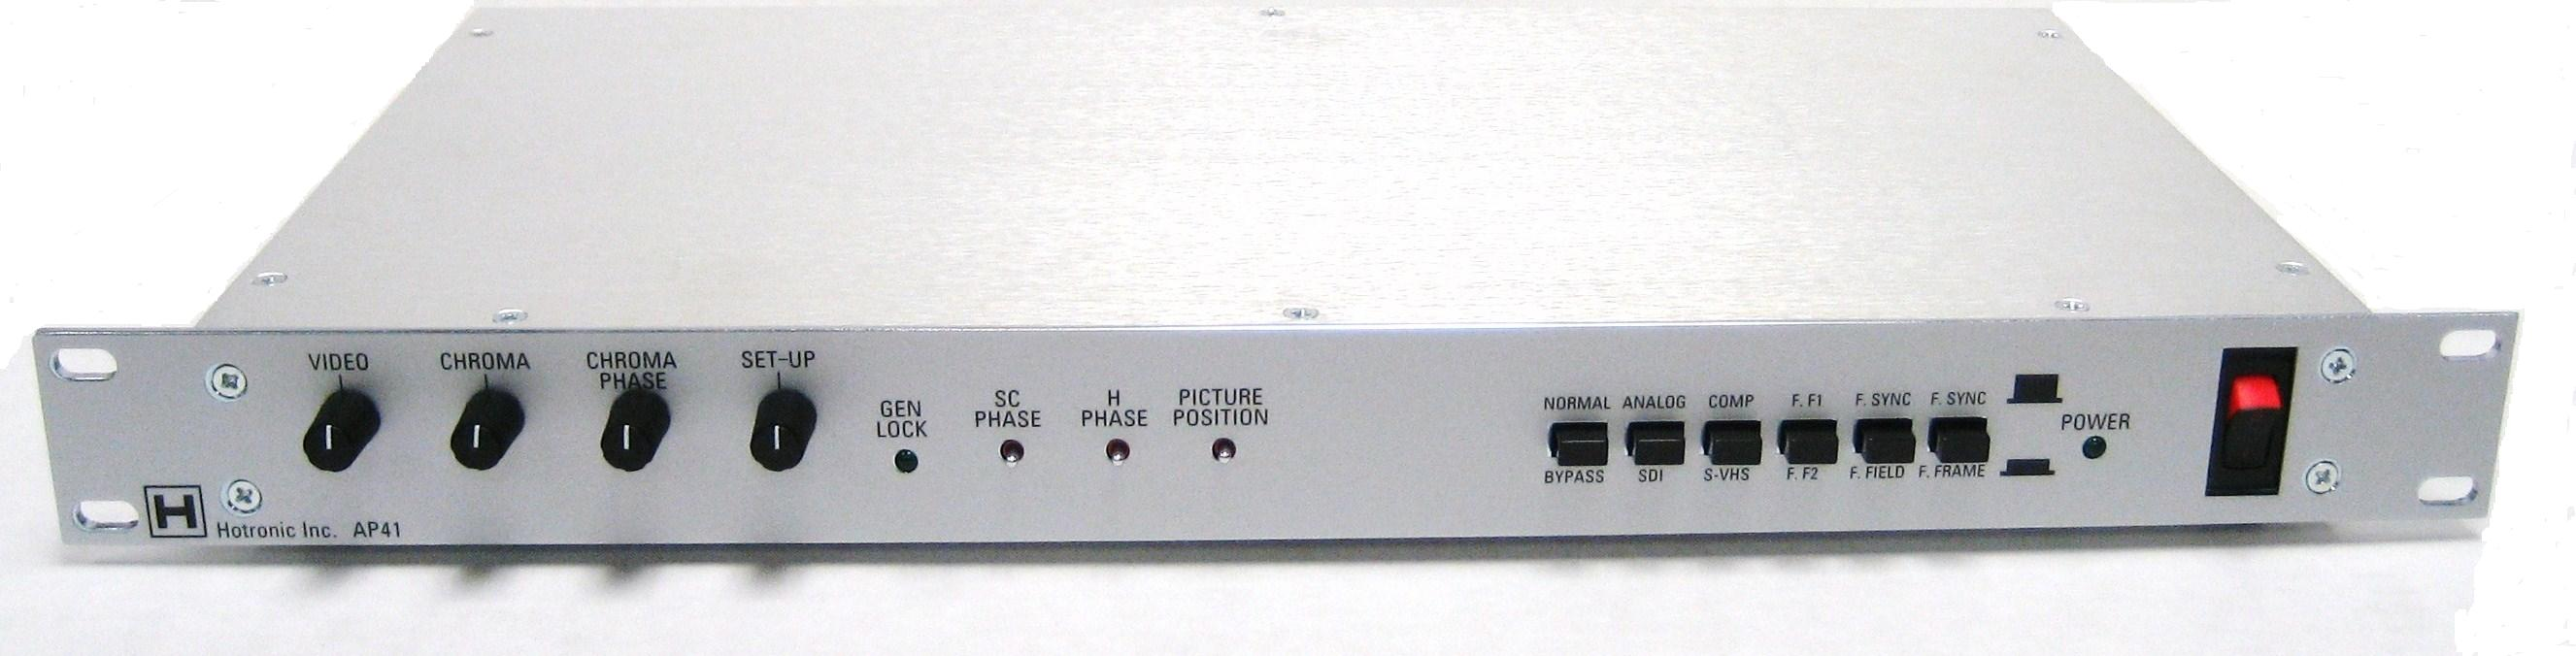 VIDEO
CHROMA
CHROMA
PHASE
SET-UP
GEN
LOCK
SC
PHASE
H
PHASE
PICTURE
POSITION
NORMAL
BYPASS
ANALOG
SDI
COMP
S-VHS
F. F1
F. F2
F. SYNC
F. FIELD
F. SYNC
F. FRAME
POWER
H
Hotronic Inc. AP41